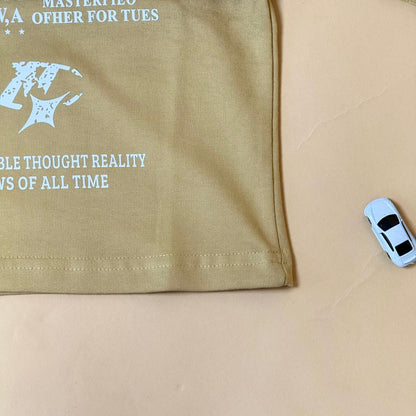 MASTERPIEO
V,A OFHER FOR TUES
BLE THOUGHT REALITY
WS OF ALL TIME